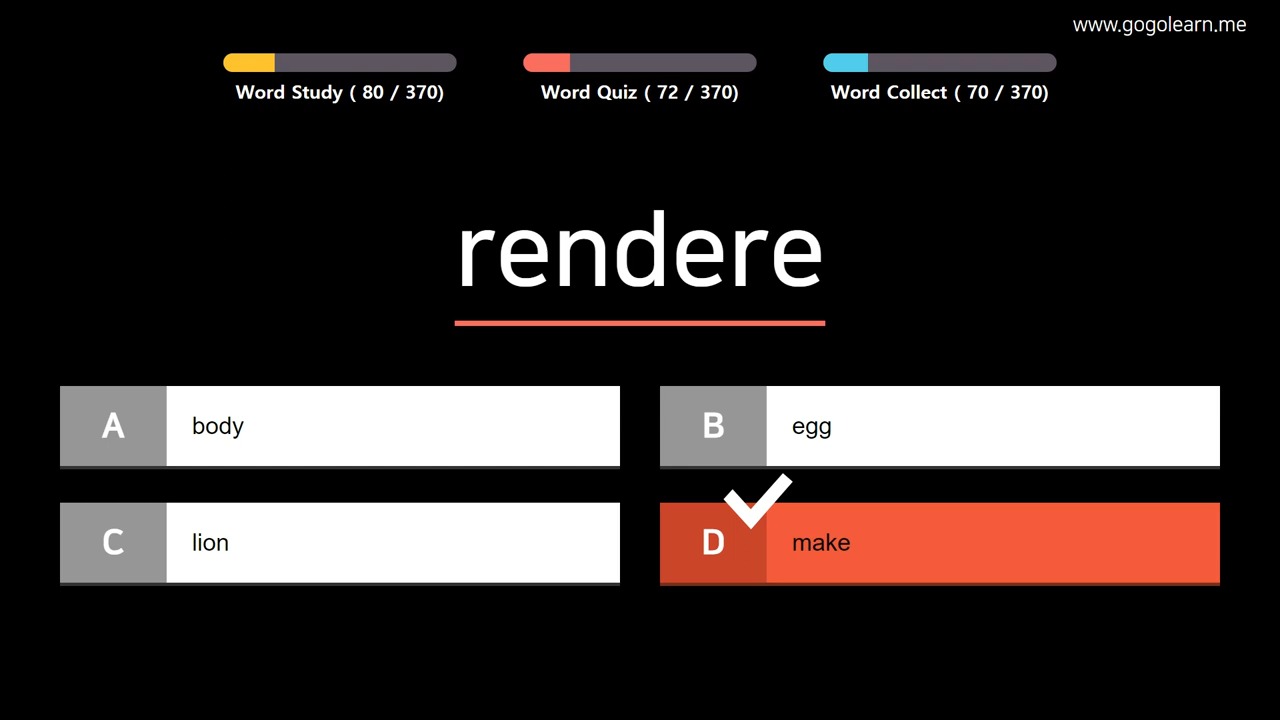 www.gogolearn.me
Word Study ( 80 / 370)
Word Quiz ( 72 / 370)
Word Collect ( 70 / 370)
rendere
A body
B egg
C lion
D make